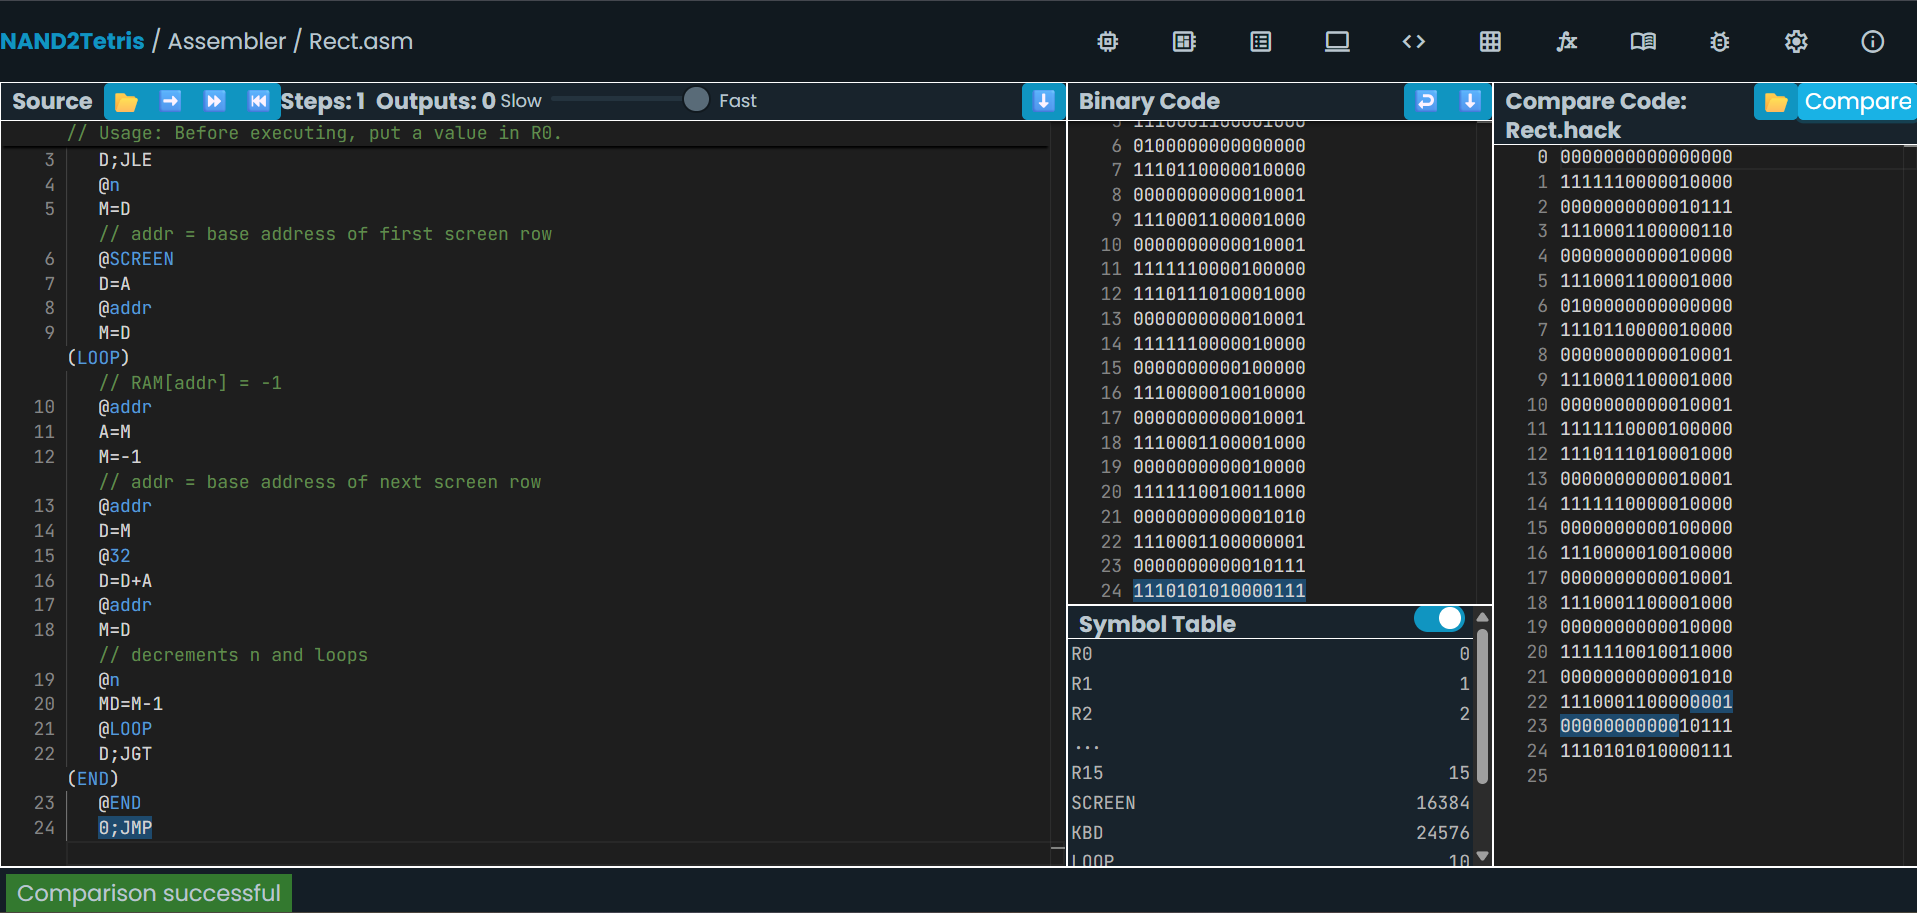 NAND2Tetris / Assembler / Rect.asm
Source
Steps: 1 Outputs: 0 Slow Fast
// Usage: Before executing, put a value in R0.
3 D;JLE
4 @n
5 M=D
// addr = base address of first screen row
6 @SCREEN
7 D=A
8 @addr
9 M=D
(LOOP)
// RAM[addr] = -1
10 @addr
11 A=M
12 M=-1
// addr = base address of next screen row
13 @addr
14 D=M
15 @32
16 D=D+A
17 @addr
18 M=D
// decrements n and loops
19 @n
20 MD=M-1
21 @LOOP
22 D;JGT
(END)
23 @END
24 0;JMP
Binary Code
5 1110001100001000
6 0100000000000000
7 1110110000010000
8 0000000000010001
9 1110001100001000
10 0000000000010001
11 1111110000100000
12 1110111010001000
13 0000000000010001
14 1111110000010000
15 0000000000100000
16 1110000010010000
17 0000000000010001
18 1110001100001000
19 0000000000010000
20 1111110010011000
21 0000000000001010
22 1110001100000001
23 0000000000010111
24 1110101010000111
Symbol Table
R0 0
R1 1
R2 2
...
R15 15
SCREEN 16384
KBD 24576
LOOP 10
Compare Code:
Rect.hack
Compare
0 0000000000000000
1 1111110000010000
2 0000000000010111
3 1110001100000110
4 0000000000010000
5 1110001100001000
6 0100000000000000
7 1110110000010000
8 0000000000010001
9 1110001100001000
10 0000000000010001
11 1111110000100000
12 1110111010001000
13 0000000000010001
14 1111110000010000
15 0000000000100000
16 1110000010010000
17 0000000000010001
18 1110001100001000
19 0000000000010000
20 1111110010011000
21 0000000000001010
22 1110001100000001
23 0000000000010111
24 1110101010000111
25
Comparison successful